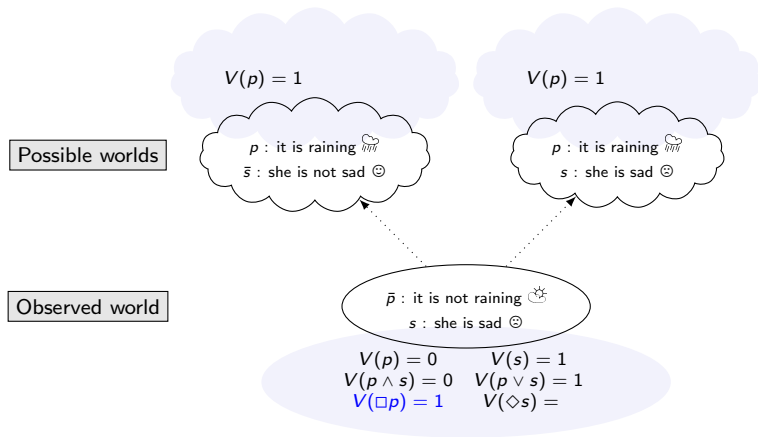 V(p) = 1
V(p) = 1
Possible worlds
p : it is raining
s̄ : she is not sad
p : it is raining
s : she is sad
Observed world
p̄ : it is not raining
s : she is sad
V(p) = 0 V(s) = 1
V(p ∧ s) = 0 V(p ∨ s) = 1
V(□p) = 1 V(◇s) =